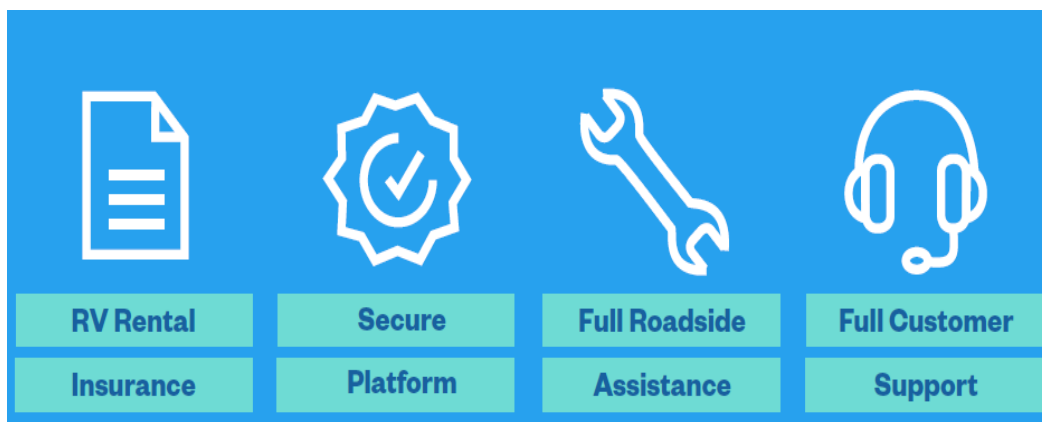 RV Rental
Insurance
Secure
Platform
Full Roadside
Assistance
Full Customer
Support